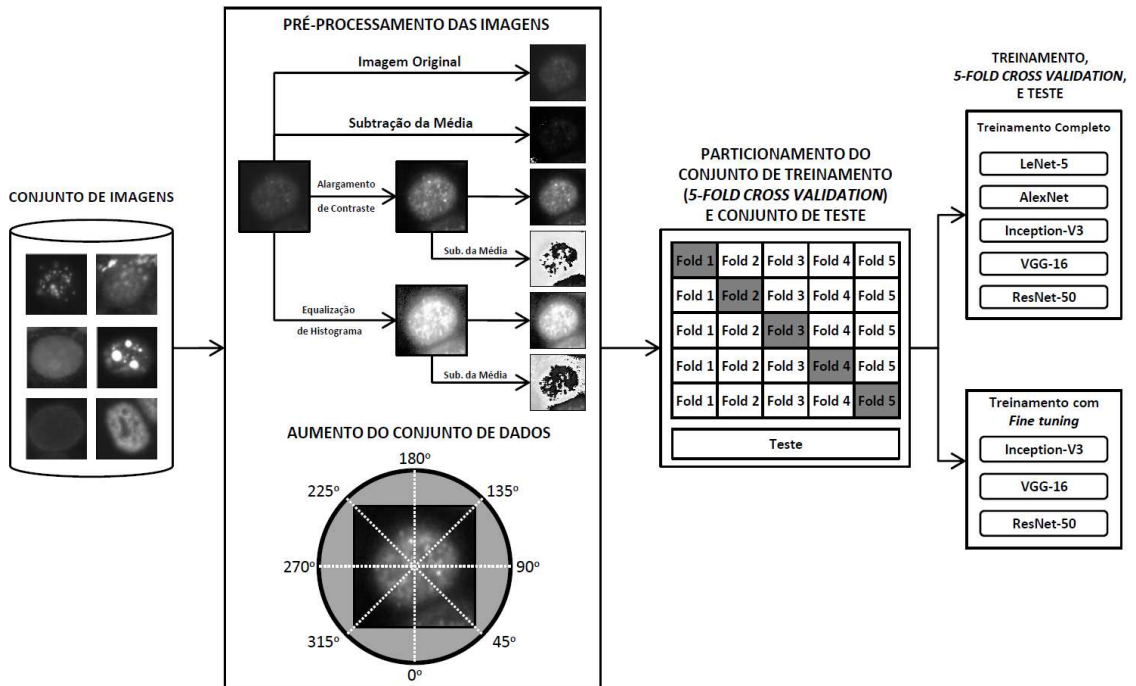 CONJUNTO DE IMAGENS
PRÉ-PROCESSAMENTO DAS IMAGENS
Imagem Original
Subtração da Média
Alargamento
de Contraste
Sub. da Média
Equalização
de Histograma
Sub. da Média
AUMENTO DO CONJUNTO DE DADOS
180º
225º
135º
270º
90º
315º
45º
0º
PARTICIONAMENTO DO
CONJUNTO DE TREINAMENTO
(5-FOLD CROSS VALIDATION)
E CONJUNTO DE TESTE
Fold 1 Fold 2 Fold 3 Fold 4 Fold 5
Fold 1 Fold 2 Fold 3 Fold 4 Fold 5
Fold 1 Fold 2 Fold 3 Fold 4 Fold 5
Fold 1 Fold 2 Fold 3 Fold 4 Fold 5
Fold 1 Fold 2 Fold 3 Fold 4 Fold 5
Teste
TREINAMENTO,
5-FOLD CROSS VALIDATION,
E TESTE
Treinamento Completo
LeNet-5
AlexNet
Inception-V3
VGG-16
ResNet-50
Treinamento com
Fine tuning
Inception-V3
VGG-16
ResNet-50